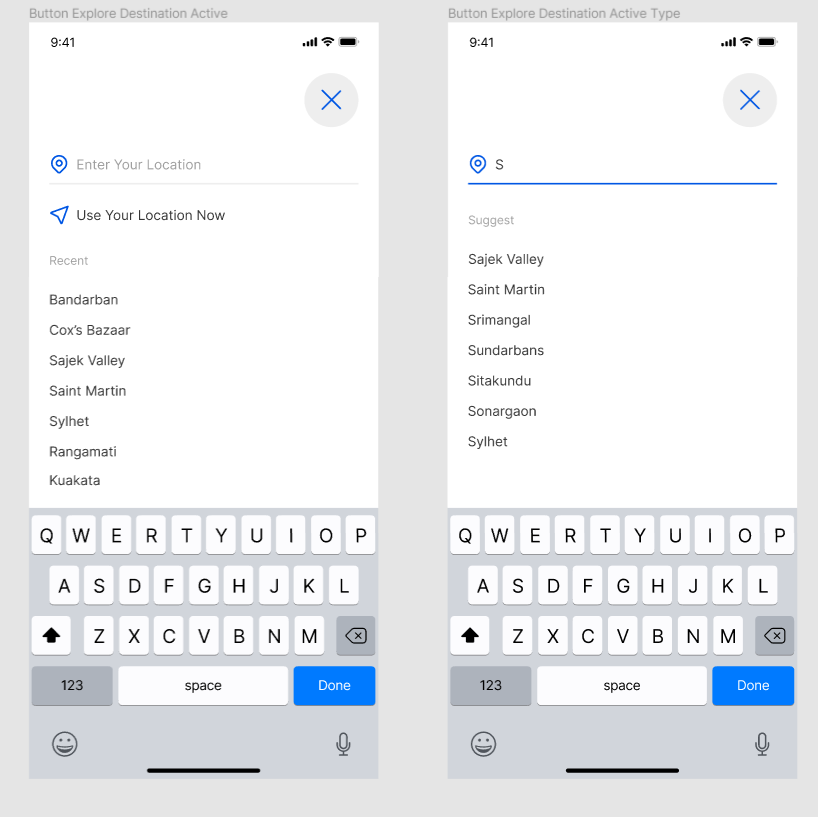 Button Explore Destination Active
9:41
Enter Your Location
Use Your Location Now
Recent
Bandarban
Cox's Bazaar
Sajek Valley
Saint Martin
Sylhet
Rangamati
Kuakata
Q W E R T Y U I O P
A S D F G H J K L
Z X C V B N M
123 space Done
Button Explore Destination Active Type
9:41
S
Suggest
Sajek Valley
Saint Martin
Srimangal
Sundarbans
Sitakundu
Sonargaon
Sylhet
Q W E R T Y U I O P
A S D F G H J K L
Z X C V B N M
123 space Done